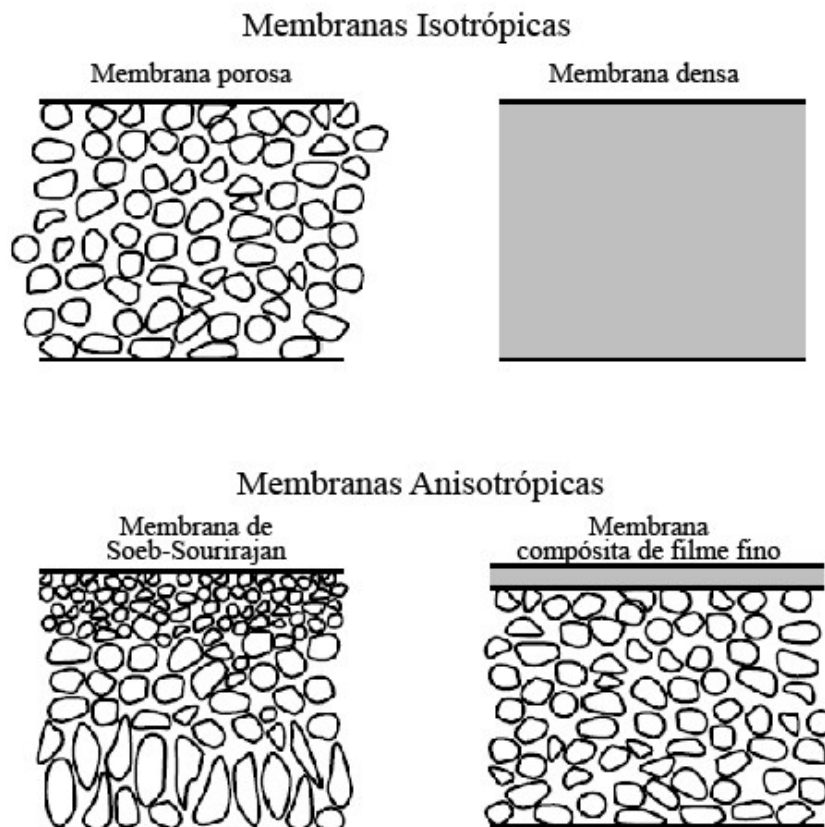 Membranas Isotrópicas
Membrana porosa
Membrana densa
Membranas Anisotrópicas
Membrana de
Soeb-Sourirajan
Membrana
compósita de filme fino